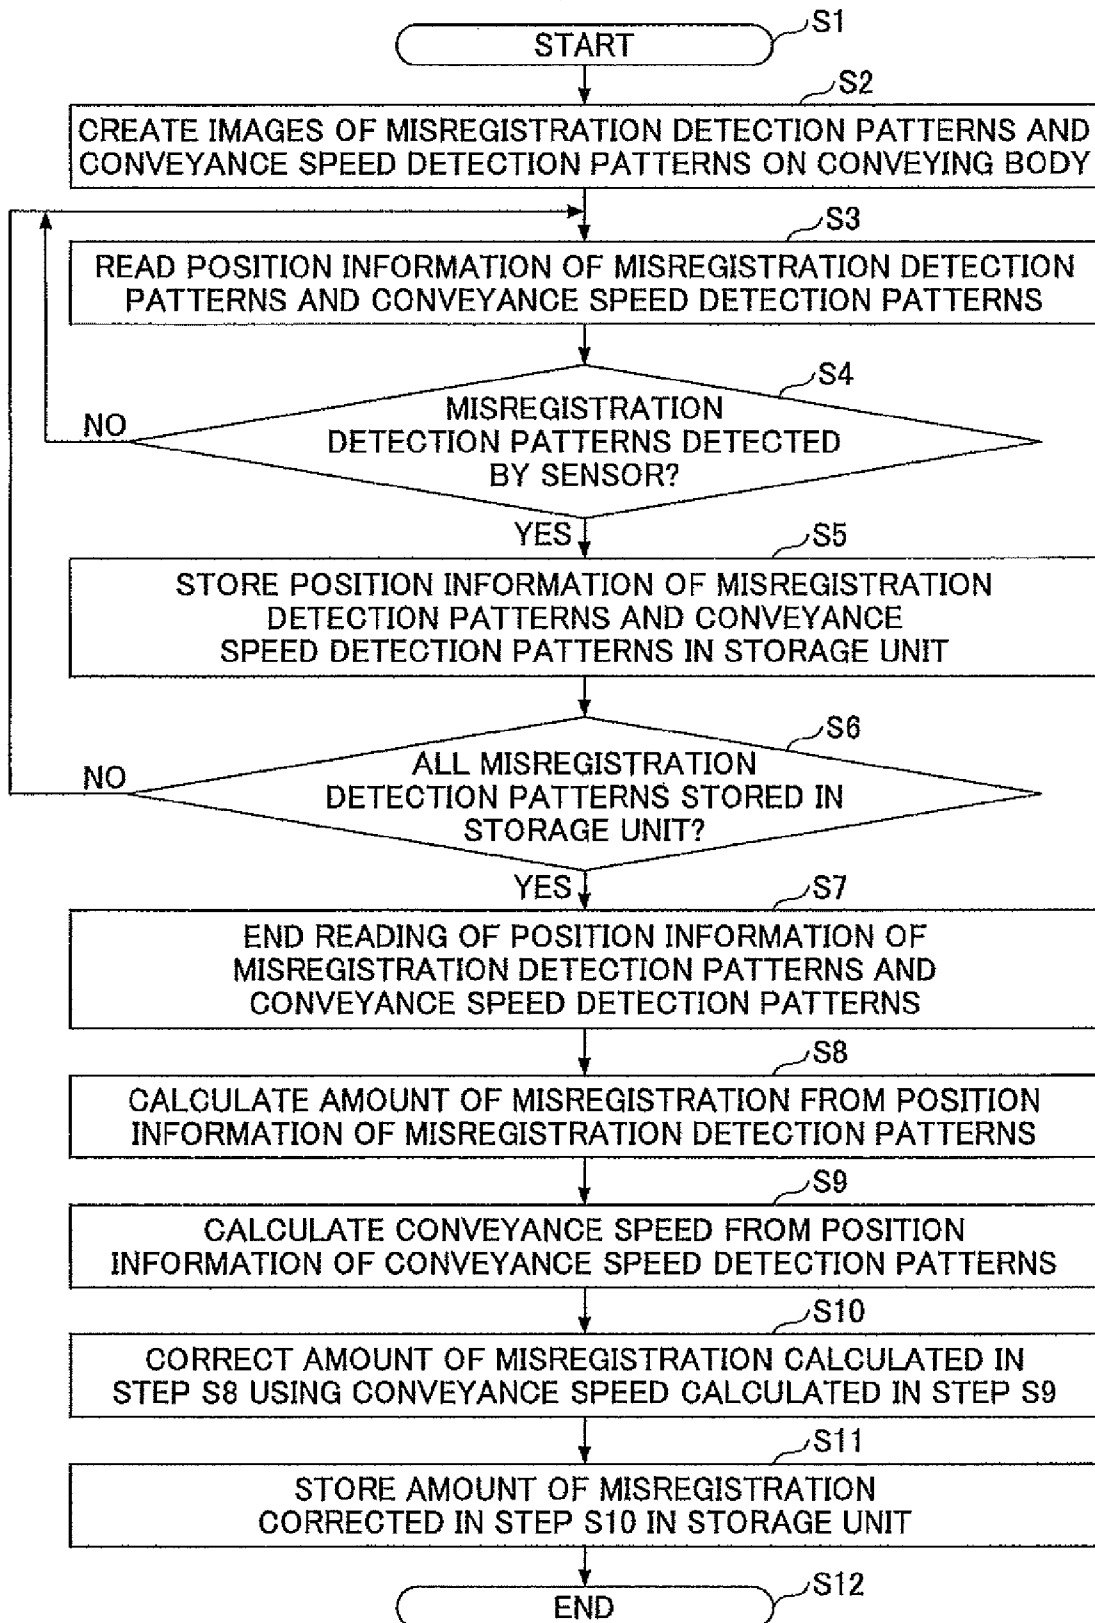 S1
START
S2
CREATE IMAGES OF MISREGISTRATION DETECTION PATTERNS AND
CONVEYANCE SPEED DETECTION PATTERNS ON CONVEYING BODY
S3
READ POSITION INFORMATION OF MISREGISTRATION DETECTION
PATTERNS AND CONVEYANCE SPEED DETECTION PATTERNS
S4
MISREGISTRATION
DETECTION PATTERNS DETECTED
BY SENSOR?
NO
YES
S5
STORE POSITION INFORMATION OF MISREGISTRATION
DETECTION PATTERNS AND CONVEYANCE
SPEED DETECTION PATTERNS IN STORAGE UNIT
S6
ALL MISREGISTRATION
DETECTION PATTERNS STORED IN
STORAGE UNIT?
NO
YES
S7
END READING OF POSITION INFORMATION OF
MISREGISTRATION DETECTION PATTERNS AND
CONVEYANCE SPEED DETECTION PATTERNS
S8
CALCULATE AMOUNT OF MISREGISTRATION FROM POSITION
INFORMATION OF MISREGISTRATION DETECTION PATTERNS
S9
CALCULATE CONVEYANCE SPEED FROM POSITION
INFORMATION OF CONVEYANCE SPEED DETECTION PATTERNS
S10
CORRECT AMOUNT OF MISREGISTRATION CALCULATED IN
STEP S8 USING CONVEYANCE SPEED CALCULATED IN STEP S9
S11
STORE AMOUNT OF MISREGISTRATION
CORRECTED IN STEP S10 IN STORAGE UNIT
S12
END